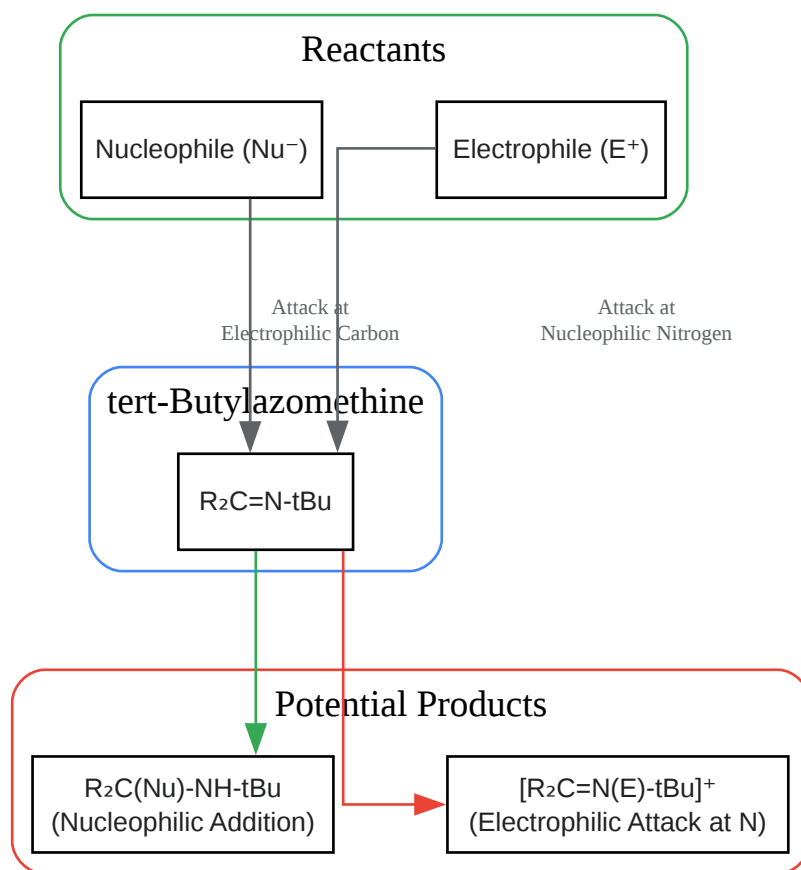 Reactants
Nucleophile (Nu⁻)
Electrophile (E⁺)
Attack at
Electrophilic Carbon
Attack at
Nucleophilic Nitrogen
tert-Butylazomethine
R₂C=N-tBu
Potential Products
R₂C(Nu)-NH-tBu
(Nucleophilic Addition)
[R₂C=N(E)-tBu]⁺
(Electrophilic Attack at N)